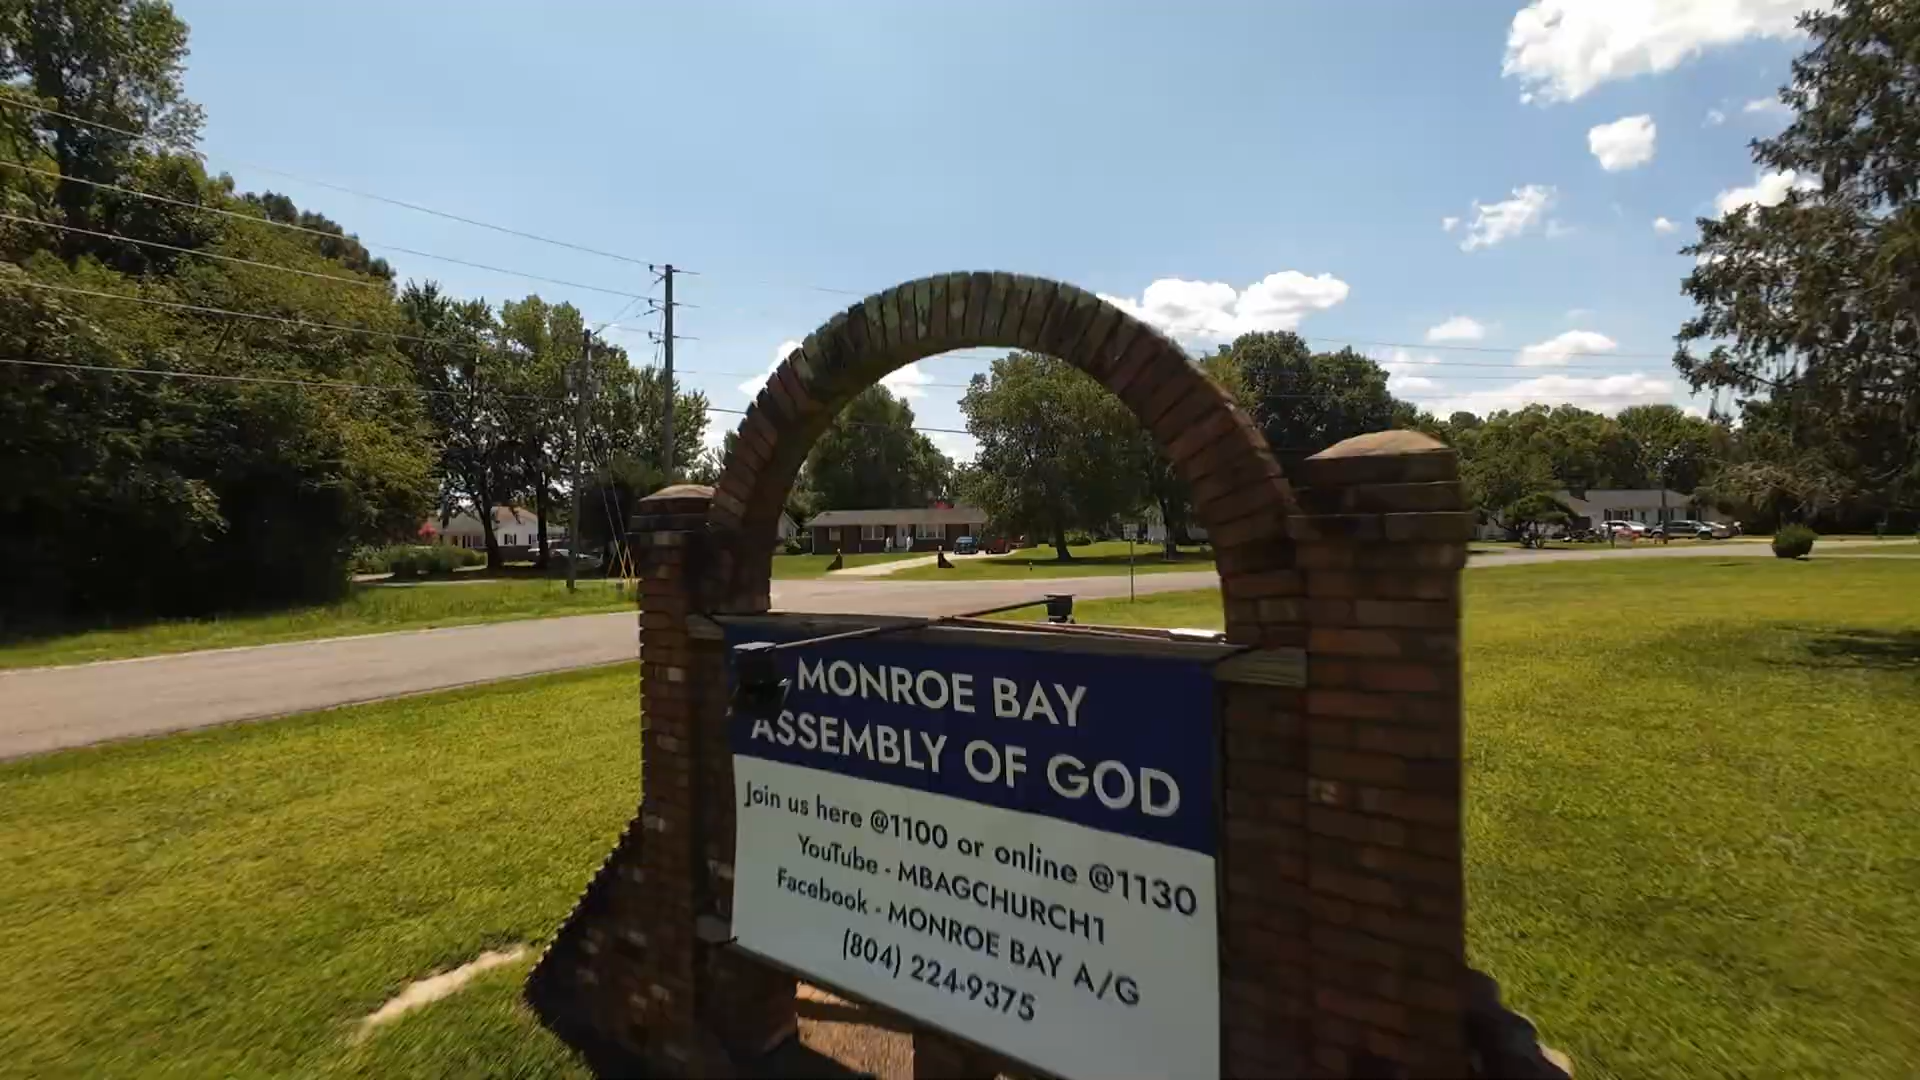 MONROE BAY
ASSEMBLY OF GOD
Join us here @1100 or online @1130
YouTube - MBAGCHURCH1
Facebook - MONROE BAY A/G
(804) 224-9375